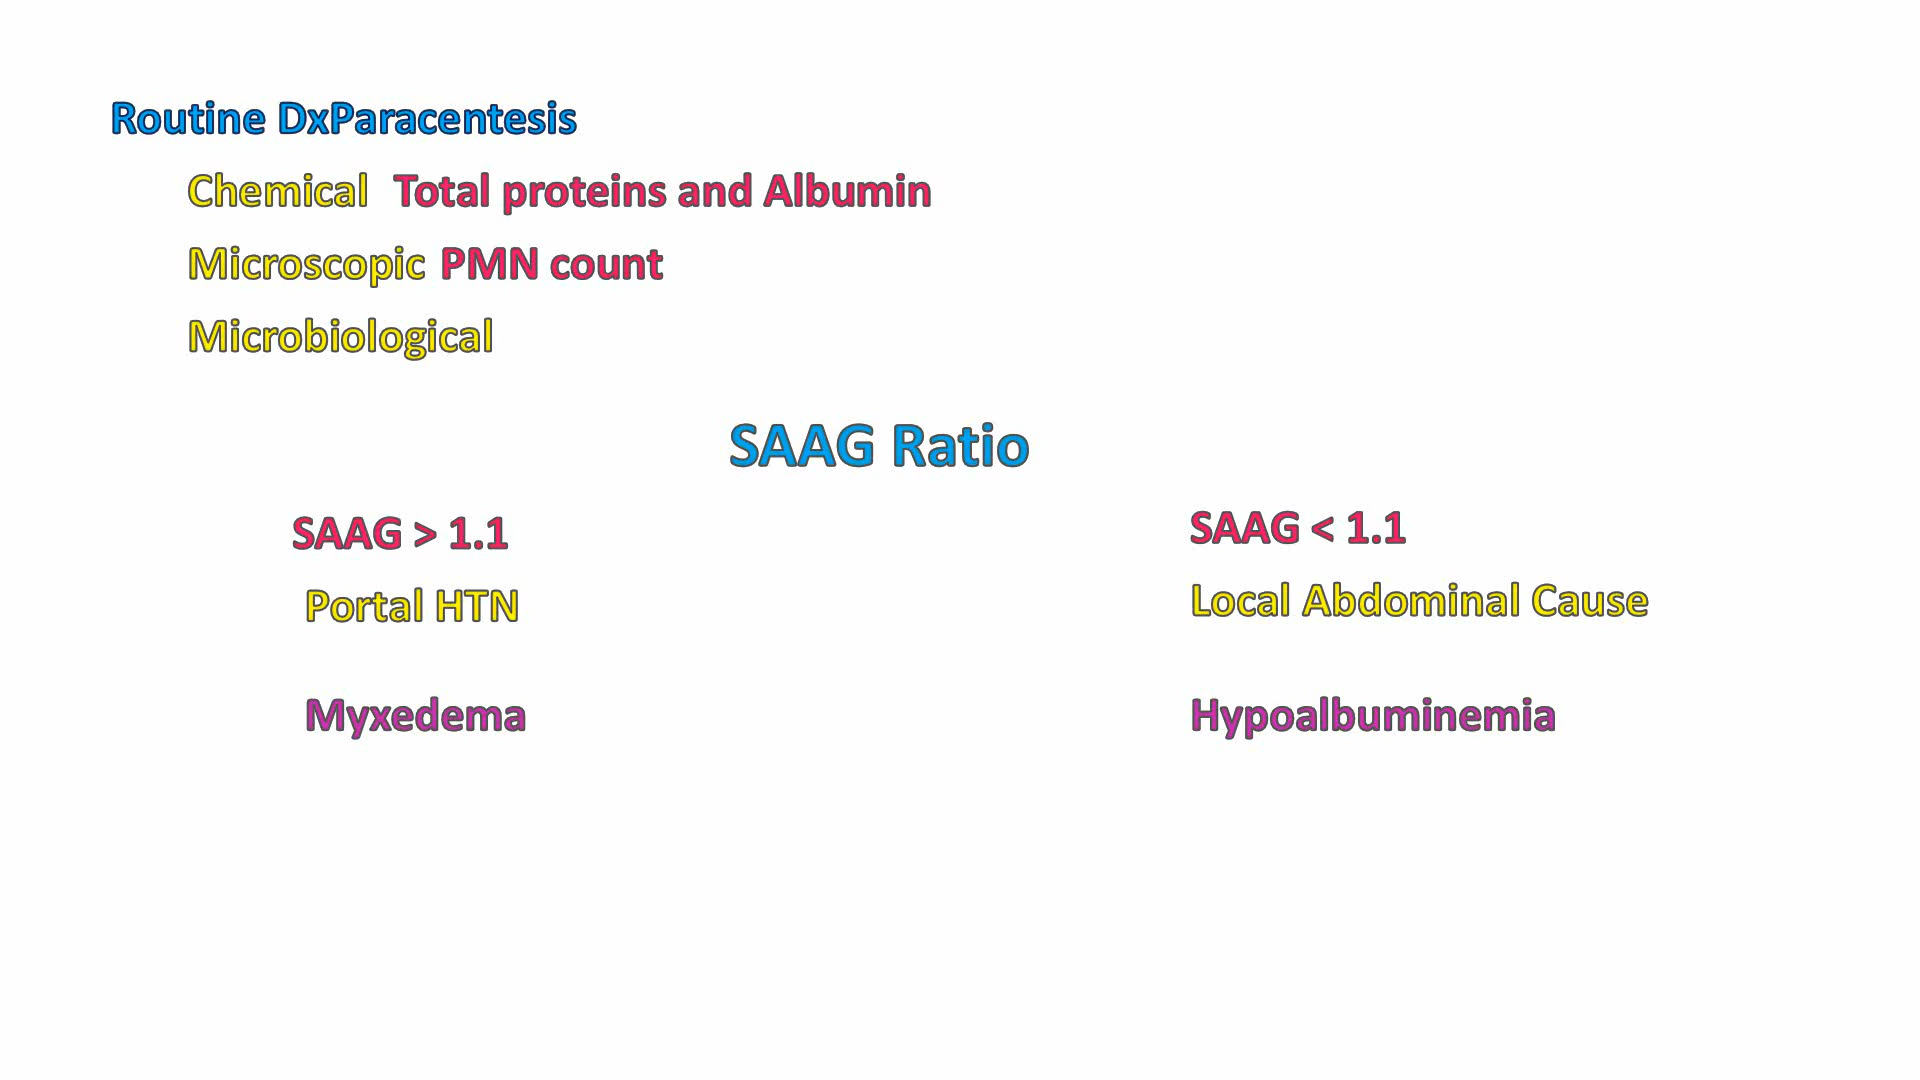 Routine DxParacentesis
Chemical Total proteins and Albumin
Microscopic PMN count
Microbiological
SAAG Ratio
SAAG > 1.1
Portal HTN
Myxedema
SAAG < 1.1
Local Abdominal Cause
Hypoalbuminemia